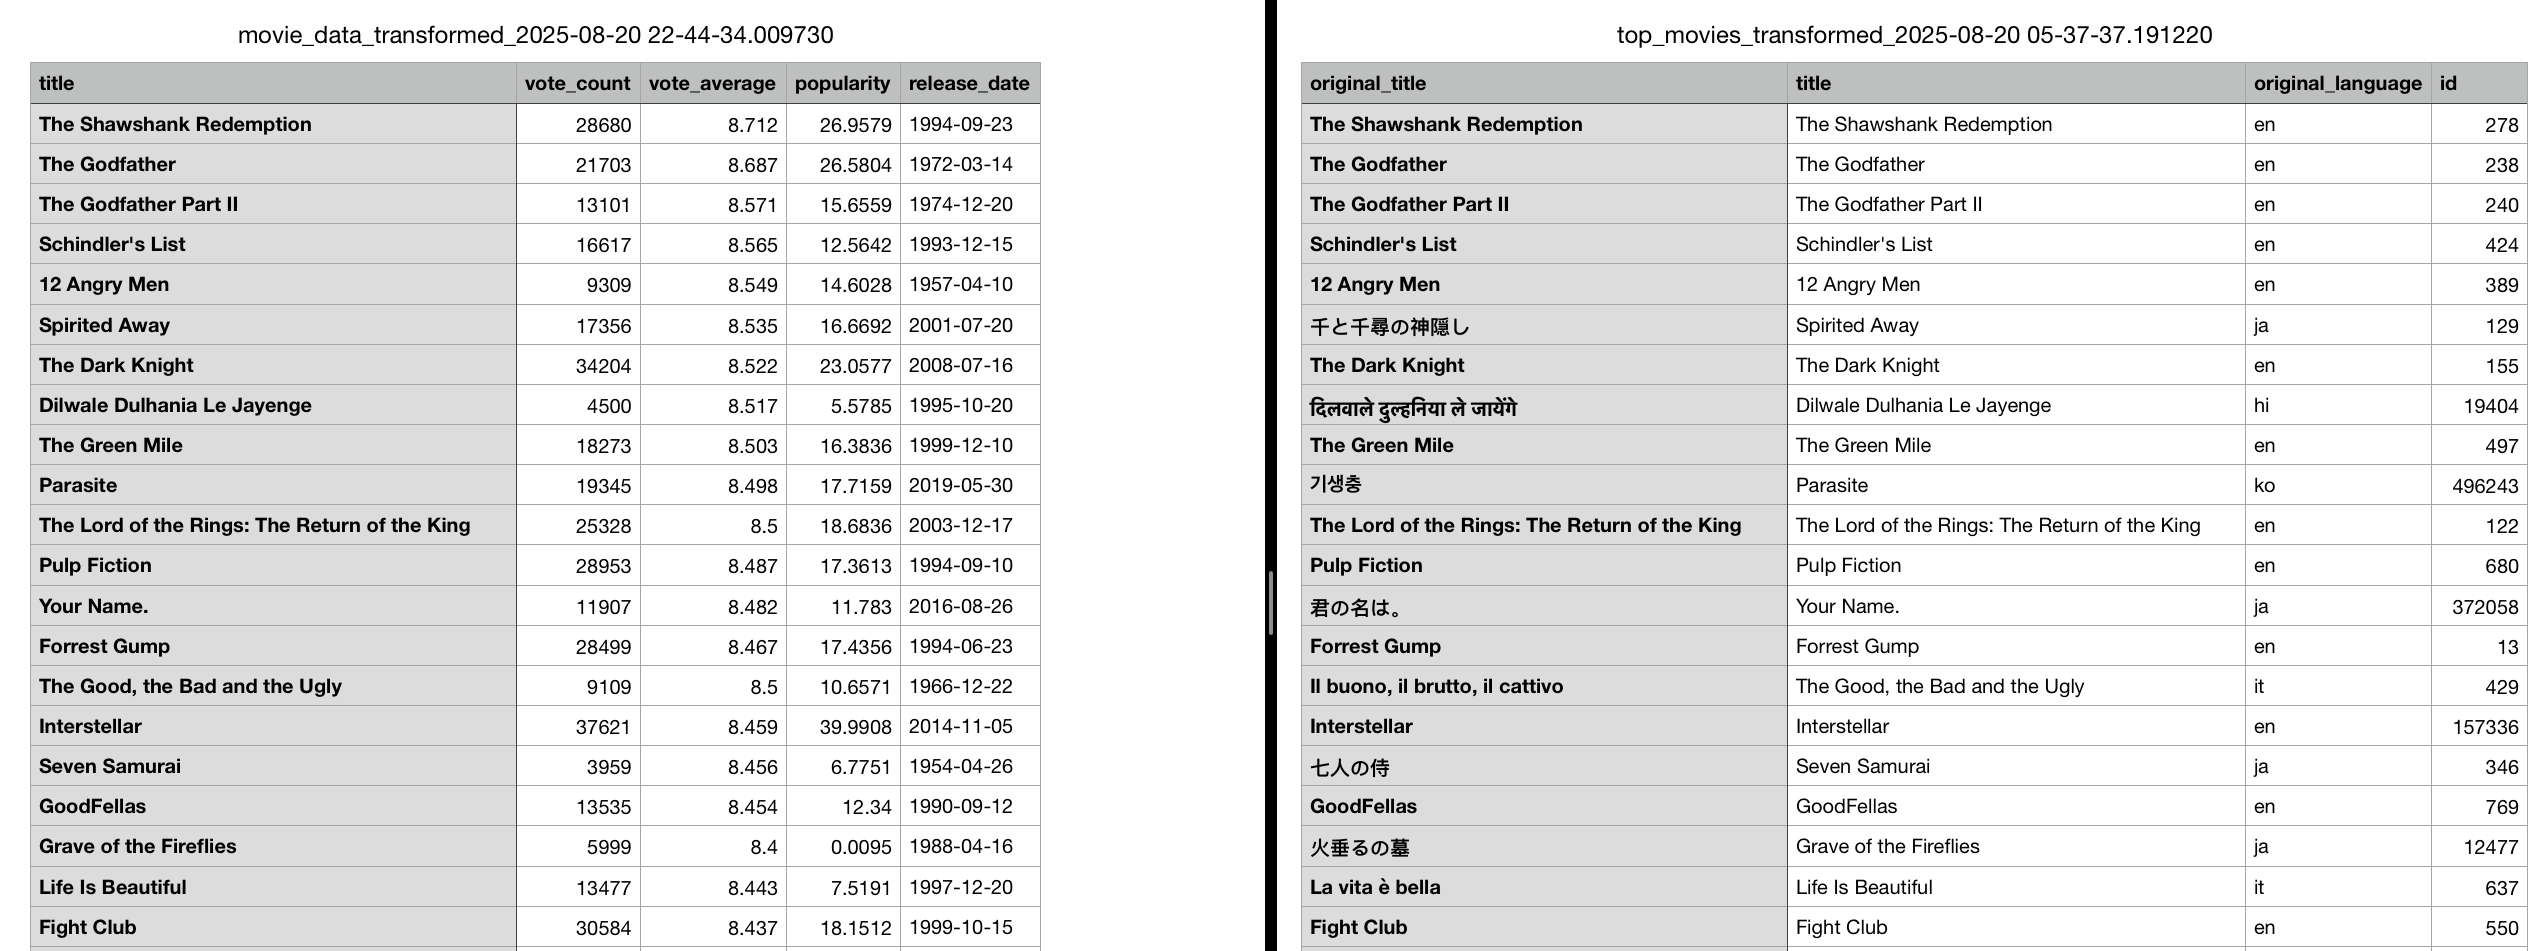 movie_data_transformed_2025-08-20 22-44-34.009730
title vote_count vote_average popularity release_date
The Shawshank Redemption 28680 8.712 26.9579 1994-09-23
The Godfather 21703 8.687 26.5804 1972-03-14
The Godfather Part II 13101 8.571 15.6559 1974-12-20
Schindler's List 16617 8.565 12.5642 1993-12-15
12 Angry Men 9309 8.549 14.6028 1957-04-10
Spirited Away 17356 8.535 16.6692 2001-07-20
The Dark Knight 34204 8.522 23.0577 2008-07-16
Dilwale Dulhania Le Jayenge 4500 8.517 5.5785 1995-10-20
The Green Mile 18273 8.503 16.3836 1999-12-10
Parasite 19345 8.498 17.7159 2019-05-30
The Lord of the Rings: The Return of the King 25328 8.5 18.6836 2003-12-17
Pulp Fiction 28953 8.487 17.3613 1994-09-10
Your Name. 11907 8.482 11.783 2016-08-26
Forrest Gump 28499 8.467 17.4356 1994-06-23
The Good, the Bad and the Ugly 9109 8.5 10.6571 1966-12-22
Interstellar 37621 8.459 39.9908 2014-11-05
Seven Samurai 3959 8.456 6.7751 1954-04-26
GoodFellas 13535 8.454 12.34 1990-09-12
Grave of the Fireflies 5999 8.4 0.0095 1988-04-16
Life Is Beautiful 13477 8.443 7.5191 1997-12-20
Fight Club 30584 8.437 18.1512 1999-10-15
top_movies_transformed_2025-08-20 05-37-37.191220
original_title title original_language id
The Shawshank Redemption The Shawshank Redemption en 278
The Godfather The Godfather en 238
The Godfather Part II The Godfather Part II en 240
Schindler's List Schindler's List en 424
12 Angry Men 12 Angry Men en 389
千と千尋の神隠し Spirited Away ja 129
The Dark Knight The Dark Knight en 155
दिलवाले दुल्हनिया ले जायेंगे Dilwale Dulhania Le Jayenge hi 19404
The Green Mile The Green Mile en 497
기생충 Parasite ko 496243
The Lord of the Rings: The Return of the King The Lord of the Rings: The Return of the King en 122
Pulp Fiction Pulp Fiction en 680
君の名は。 Your Name. ja 372058
Forrest Gump Forrest Gump en 13
Il buono, il brutto, il cattivo The Good, the Bad and the Ugly it 429
Interstellar Interstellar en 157336
七人の侍 Seven Samurai ja 346
GoodFellas GoodFellas en 769
火垂るの墓 Grave of the Fireflies ja 12477
La vita è bella Life Is Beautiful it 637
Fight Club Fight Club en 550